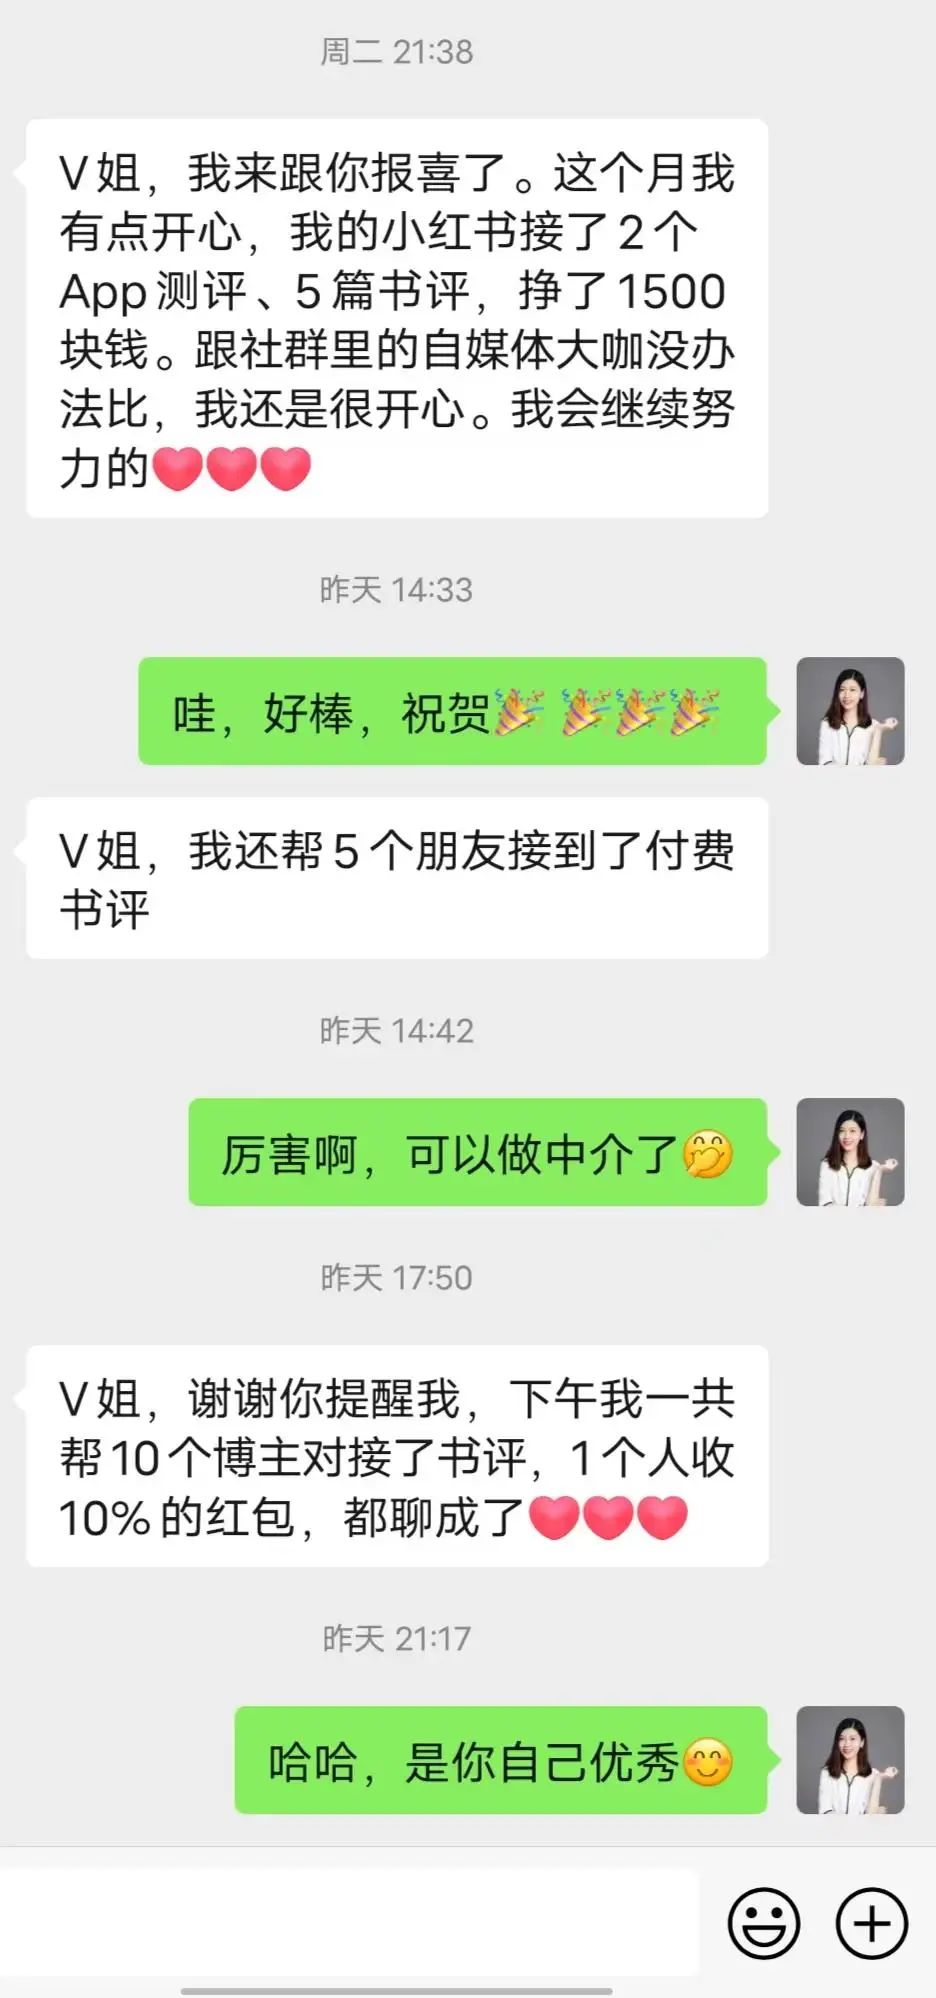 周二 21:38
V姐，我来跟你报喜了。这个月我
有点开心，我的小红书接了2个
App测评、5篇书评，挣了1500
块钱。跟社群里的自媒体大咖没办
法比，我还是很开心。我会继续努
力的❤❤❤
昨天 14:33
哇，好棒，祝贺🎉 🎉🎉🎉
V姐，我还帮5个朋友接到了付费
书评
昨天 14:42
厉害啊，可以做中介了🤭
昨天 17:50
V姐，谢谢你提醒我，下午我一共
帮10个博主对接了书评，1个人收
10%的红包，都聊成了❤❤❤
昨天 21:17
哈哈，是你自己优秀😊